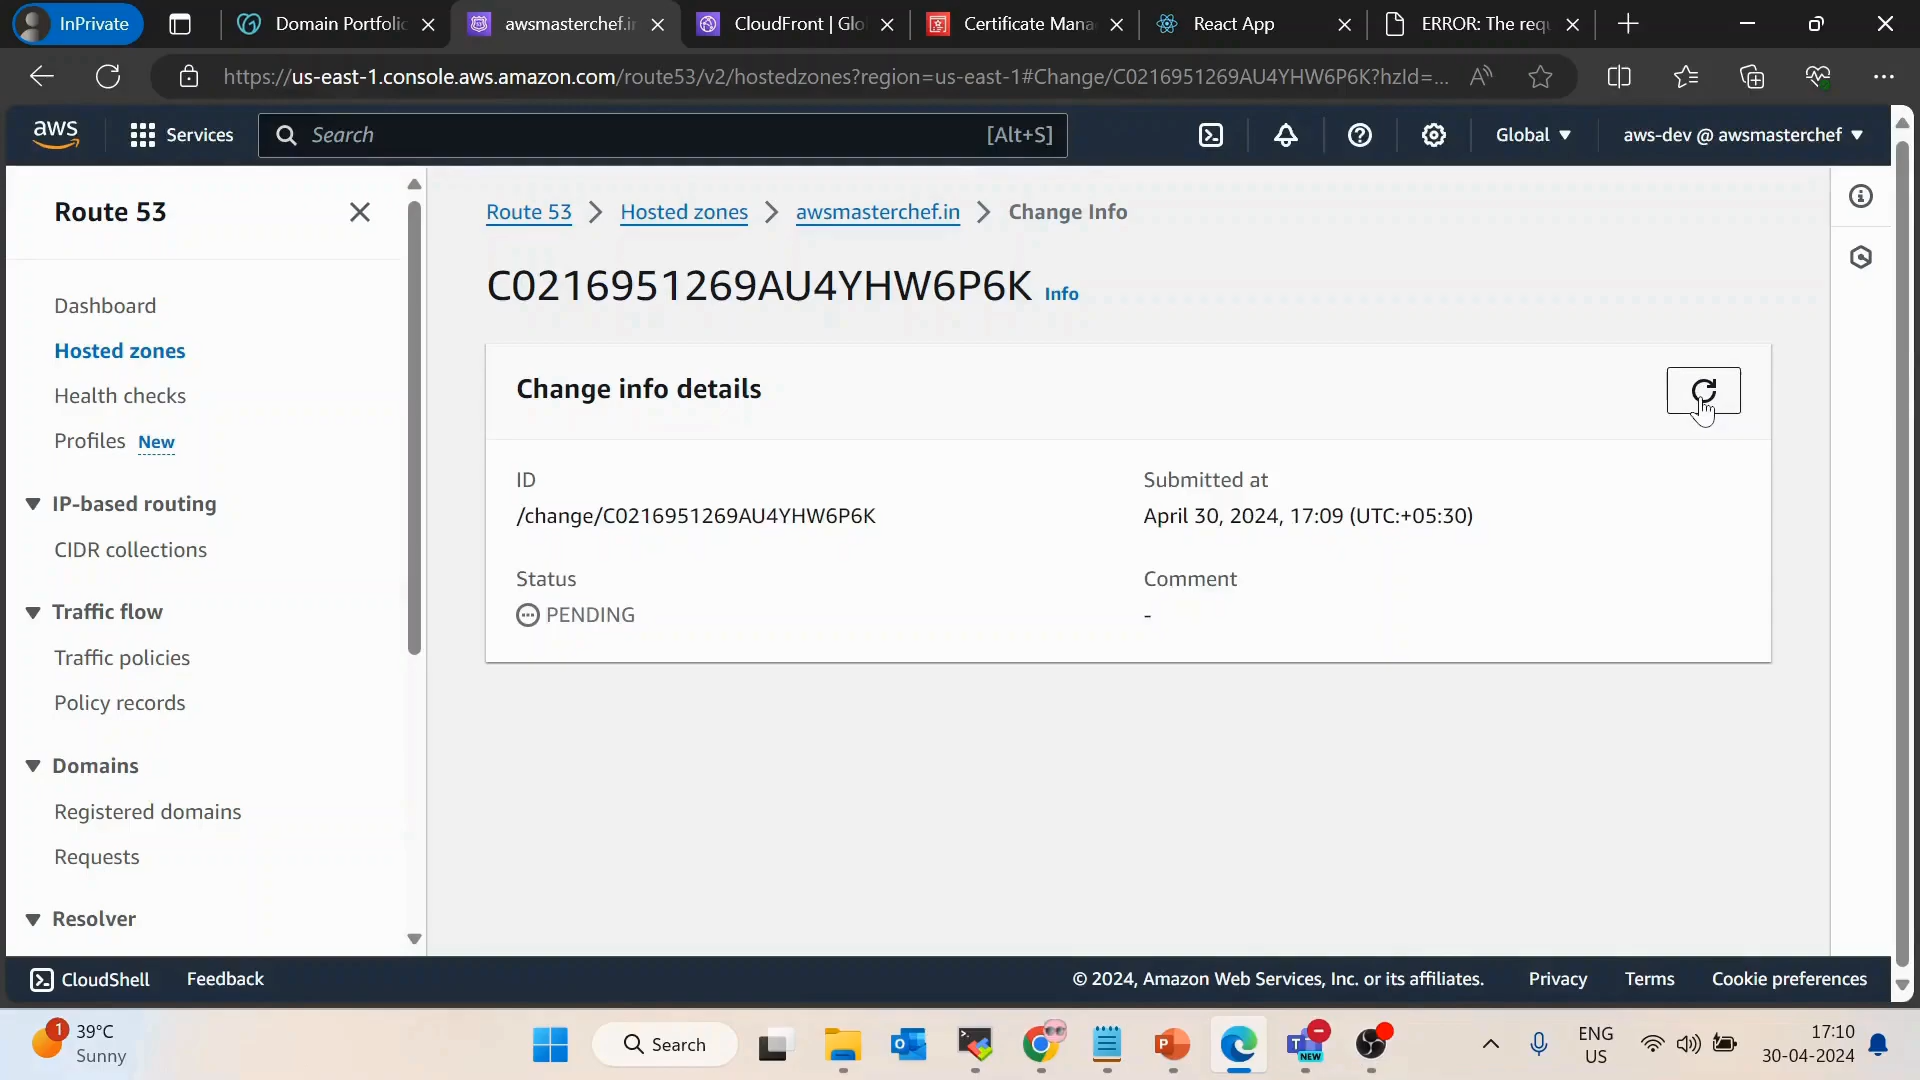 InPrivate
Domain Portfolio
awsmasterchef.in
CloudFront | Glo
Certificate Mana
React App
ERROR: The requ
https://us-east-1.console.aws.amazon.com/route53/v2/hostedzones?region=us-east-1#Change/C0216951269AU4YHW6P6K?hzId=...
aws
Services
Search
[Alt+S]
Global
aws-dev @ awsmasterchef
Route 53
Dashboard
Hosted zones
Health checks
Profiles New
IP-based routing
CIDR collections
Traffic flow
Traffic policies
Policy records
Domains
Registered domains
Requests
Resolver
Route 53 > Hosted zones > awsmasterchef.in > Change Info
C0216951269AU4YHW6P6K Info
Change info details
ID
/change/C0216951269AU4YHW6P6K
Submitted at
April 30, 2024, 17:09 (UTC:+05:30)
Status
PENDING
Comment
-
CloudShell
Feedback
© 2024, Amazon Web Services, Inc. or its affiliates.
Privacy
Terms
Cookie preferences
1
39°C
Sunny
Search
NEW
ENG
US
17:10
30-04-2024